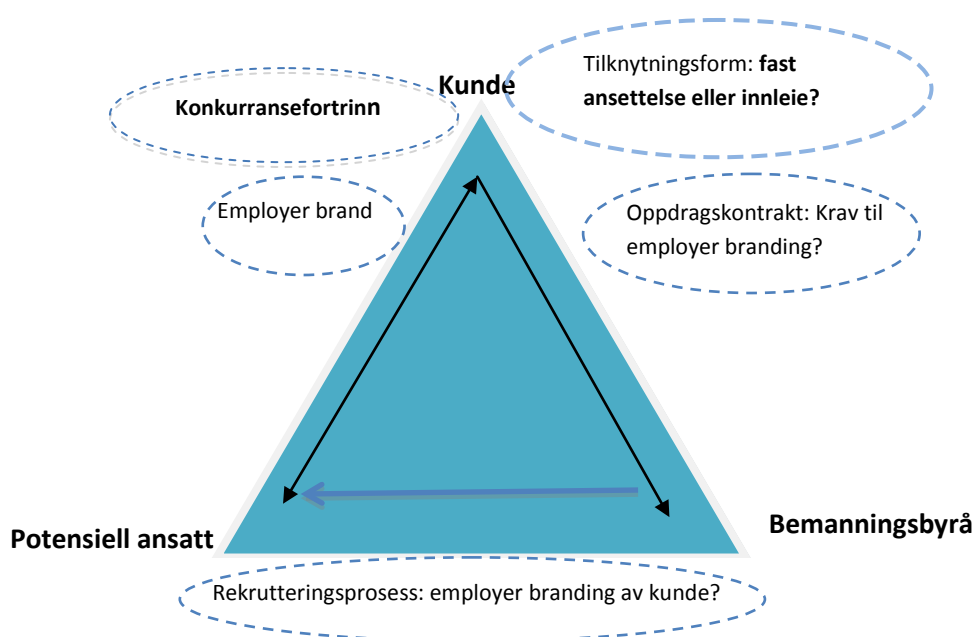 Kunde
Tilknytningsform: fast
ansettelse eller innleie?
Konkurransefortrinn
Employer brand
Oppdragskontrakt: Krav til
employer branding?
Potensiell ansatt
Bemanningsbyrå
Rekrutteringsprosess: employer branding av kunde?